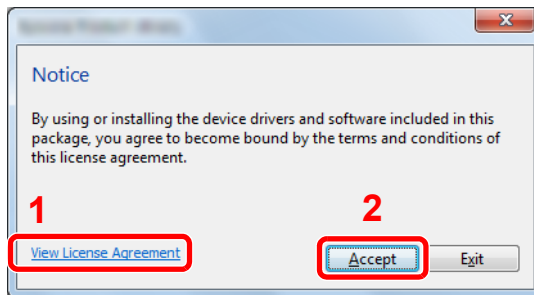 x
Notice
By using or installing the device drivers and software included in this
package, you agree to become bound by the terms and conditions of
this license agreement.
1
2
View License Agreement
Accept
Exit